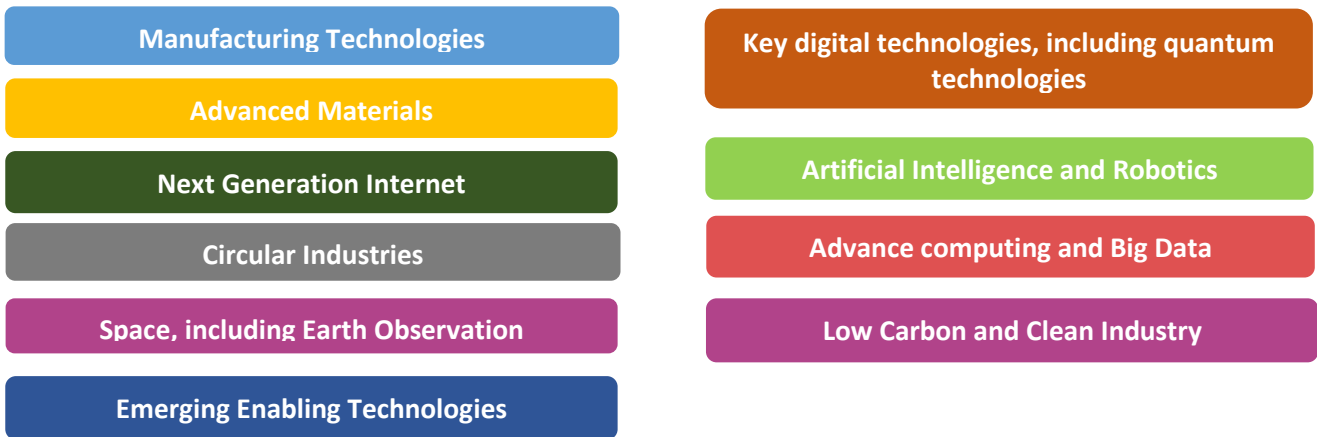 Manufacturing Technologies
Advanced Materials
Next Generation Internet
Circular Industries
Space, including Earth Observation
Emerging Enabling Technologies
Key digital technologies, including quantum
technologies
Artificial Intelligence and Robotics
Advance computing and Big Data
Low Carbon and Clean Industry